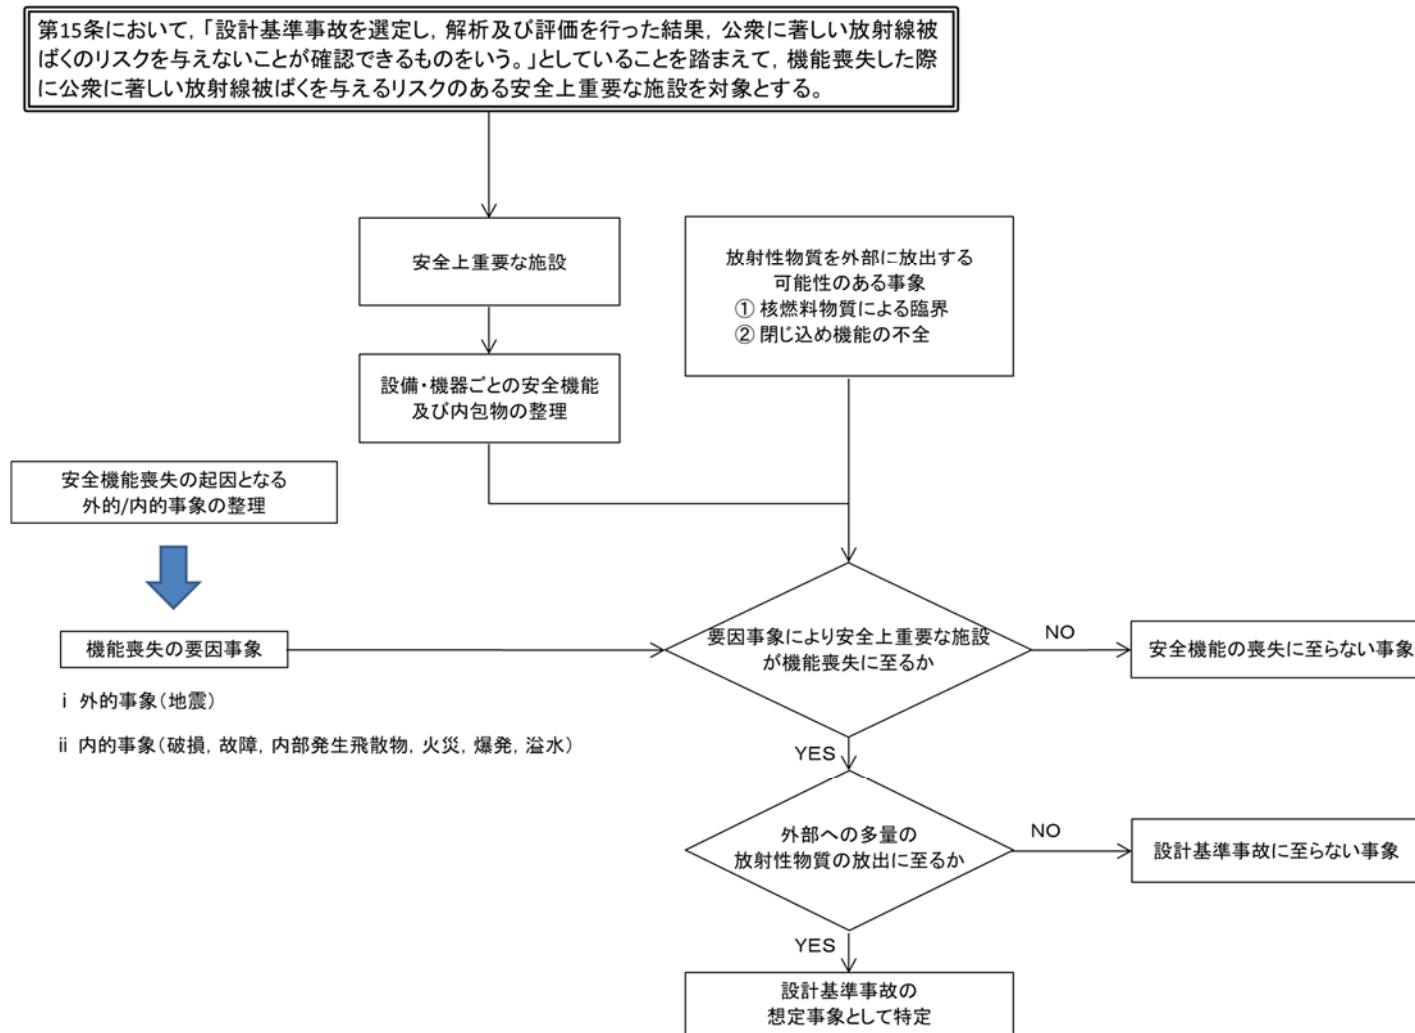 第15条において，「設計基準事故を選定し，解析及び評価を行った結果，公衆に著しい放射線被
ばくのリスクを与えないことが確認できるものをいう。」としていることを踏まえて，機能喪失した際
に公衆に著しい放射線被ばくを与えるリスクのある安全上重要な施設を対象とする。
安全上重要な施設
放射性物質を外部に放出する
可能性のある事象
① 核燃料物質による臨界
② 閉じ込め機能の不全
設備・機器ごとの安全機能
及び内包物の整理
安全機能喪失の起因となる
外的/内的事象の整理
機能喪失の要因事象
ⅰ 外的事象（地震）
ⅱ 内的事象（破損，故障，内部発生飛散物，火災，爆発，溢水）
要因事象により安全上重要な施設
が機能喪失に至るか
NO
安全機能の喪失に至らない事象
YES
外部への多量の
放射性物質の放出に至るか
NO
設計基準事故に至らない事象
YES
設計基準事故の
想定事象として特定